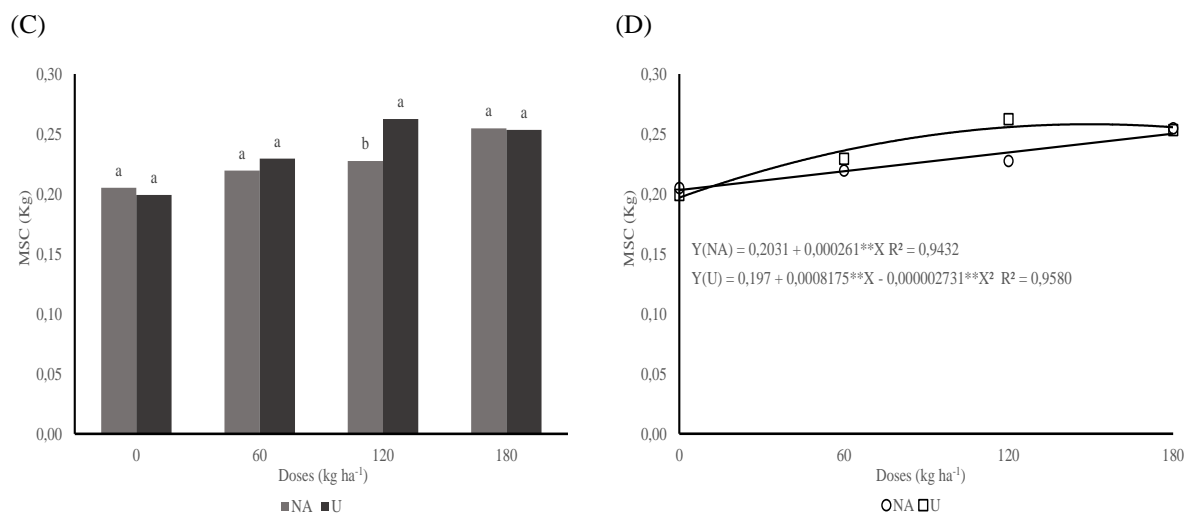 (C)
0,30
0,25
0,20
0,15
0,10
0,05
0,00
MSC (Kg)
a a
a a
b a
a a
0 60 120 180
Doses (kg ha⁻¹)
NA U
(D)
0,30
0,25
0,20
0,15
0,10
0,05
0,00
MSC (Kg)
Y(NA) = 0,2031 + 0,000261**X R² = 0,9432
Y(U) = 0,197 + 0,0008175**X - 0,000002731**X² R² = 0,9580
0 60 120 180
Doses (kg ha⁻¹)
NA U